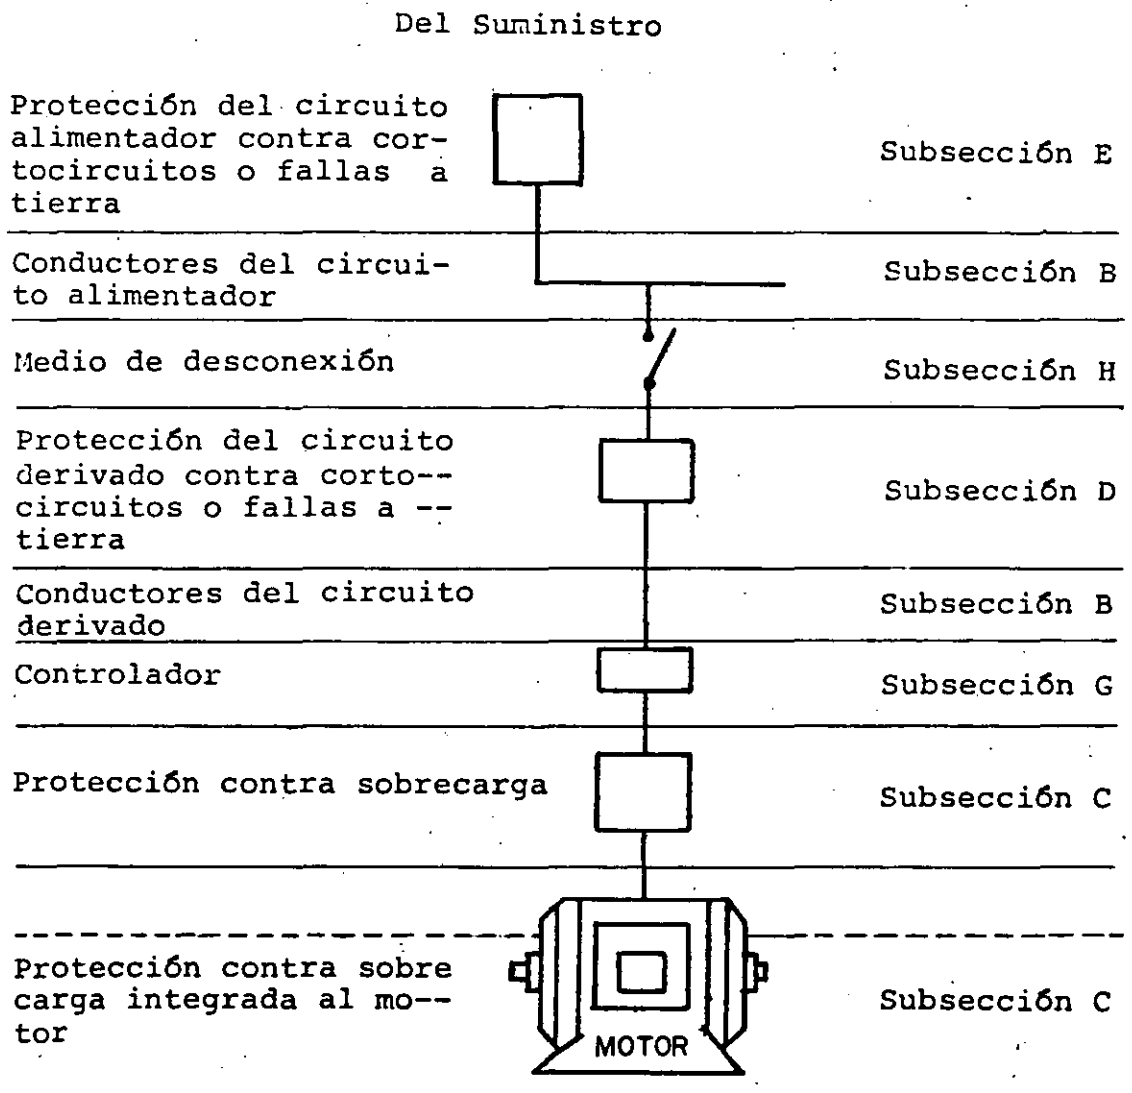 Del Suministro
Protección del circuito
alimentador contra cor-
tocircuitos o fallas a
tierra
Subsección E
Conductores del circui-
to alimentador
Subsección B
Medio de desconexión
Subsección H
Protección del circuito
derivado contra corto--
circuitos o fallas a --
tierra
Subsección D
Conductores del circuito
derivado
Subsección B
Controlador
Subsección G
Protección contra sobrecarga
Subsección C
Protección contra sobre
carga integrada al mo--
tor
Subsección C
MOTOR